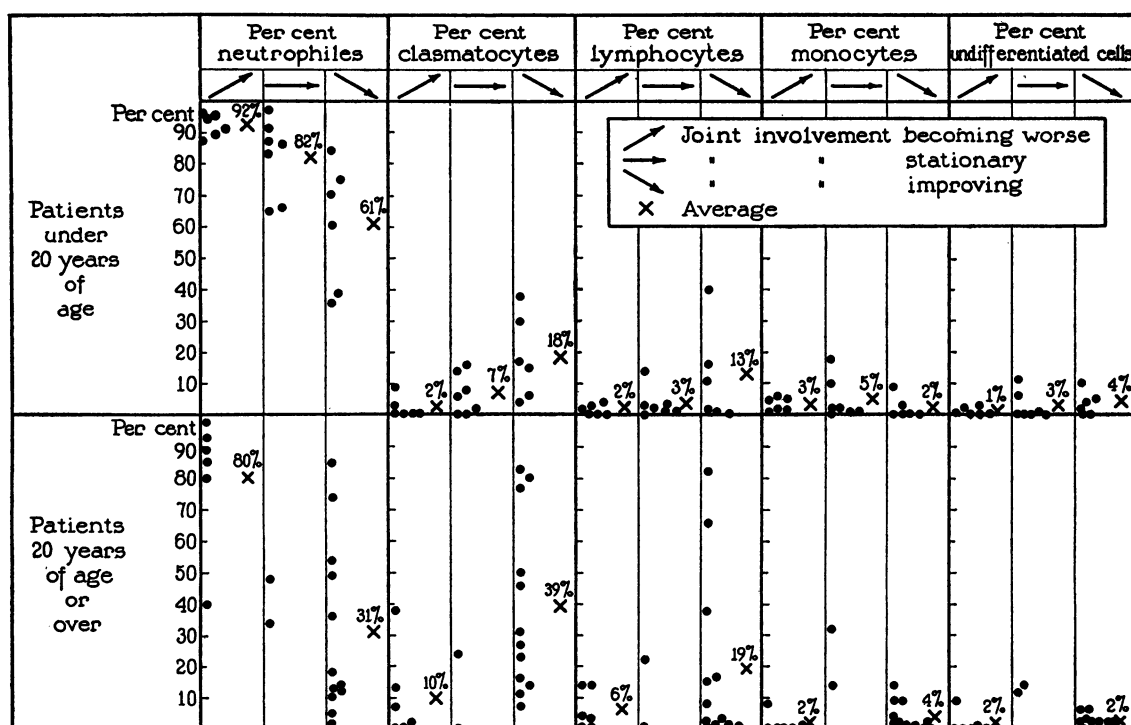 Per cent
neutrophiles
Per cent
clasmatocytes
Per cent
lymphocytes
Per cent
monocytes
Per cent
undifferentiated cells
Joint involvement becoming worse
" " stationary
" " improving
× Average
Patients
under
20 years
of
age
Per cent
90
80
70
60
50
40
30
20
10
92%
82%
61%
2%
7%
18%
2%
3%
13%
3%
5%
2%
1%
3%
4%
Patients
20 years
of age
or
over
Per cent
90
80
70
60
50
40
30
20
10
80%
31%
10%
39%
6%
19%
2%
4%
2%
2%